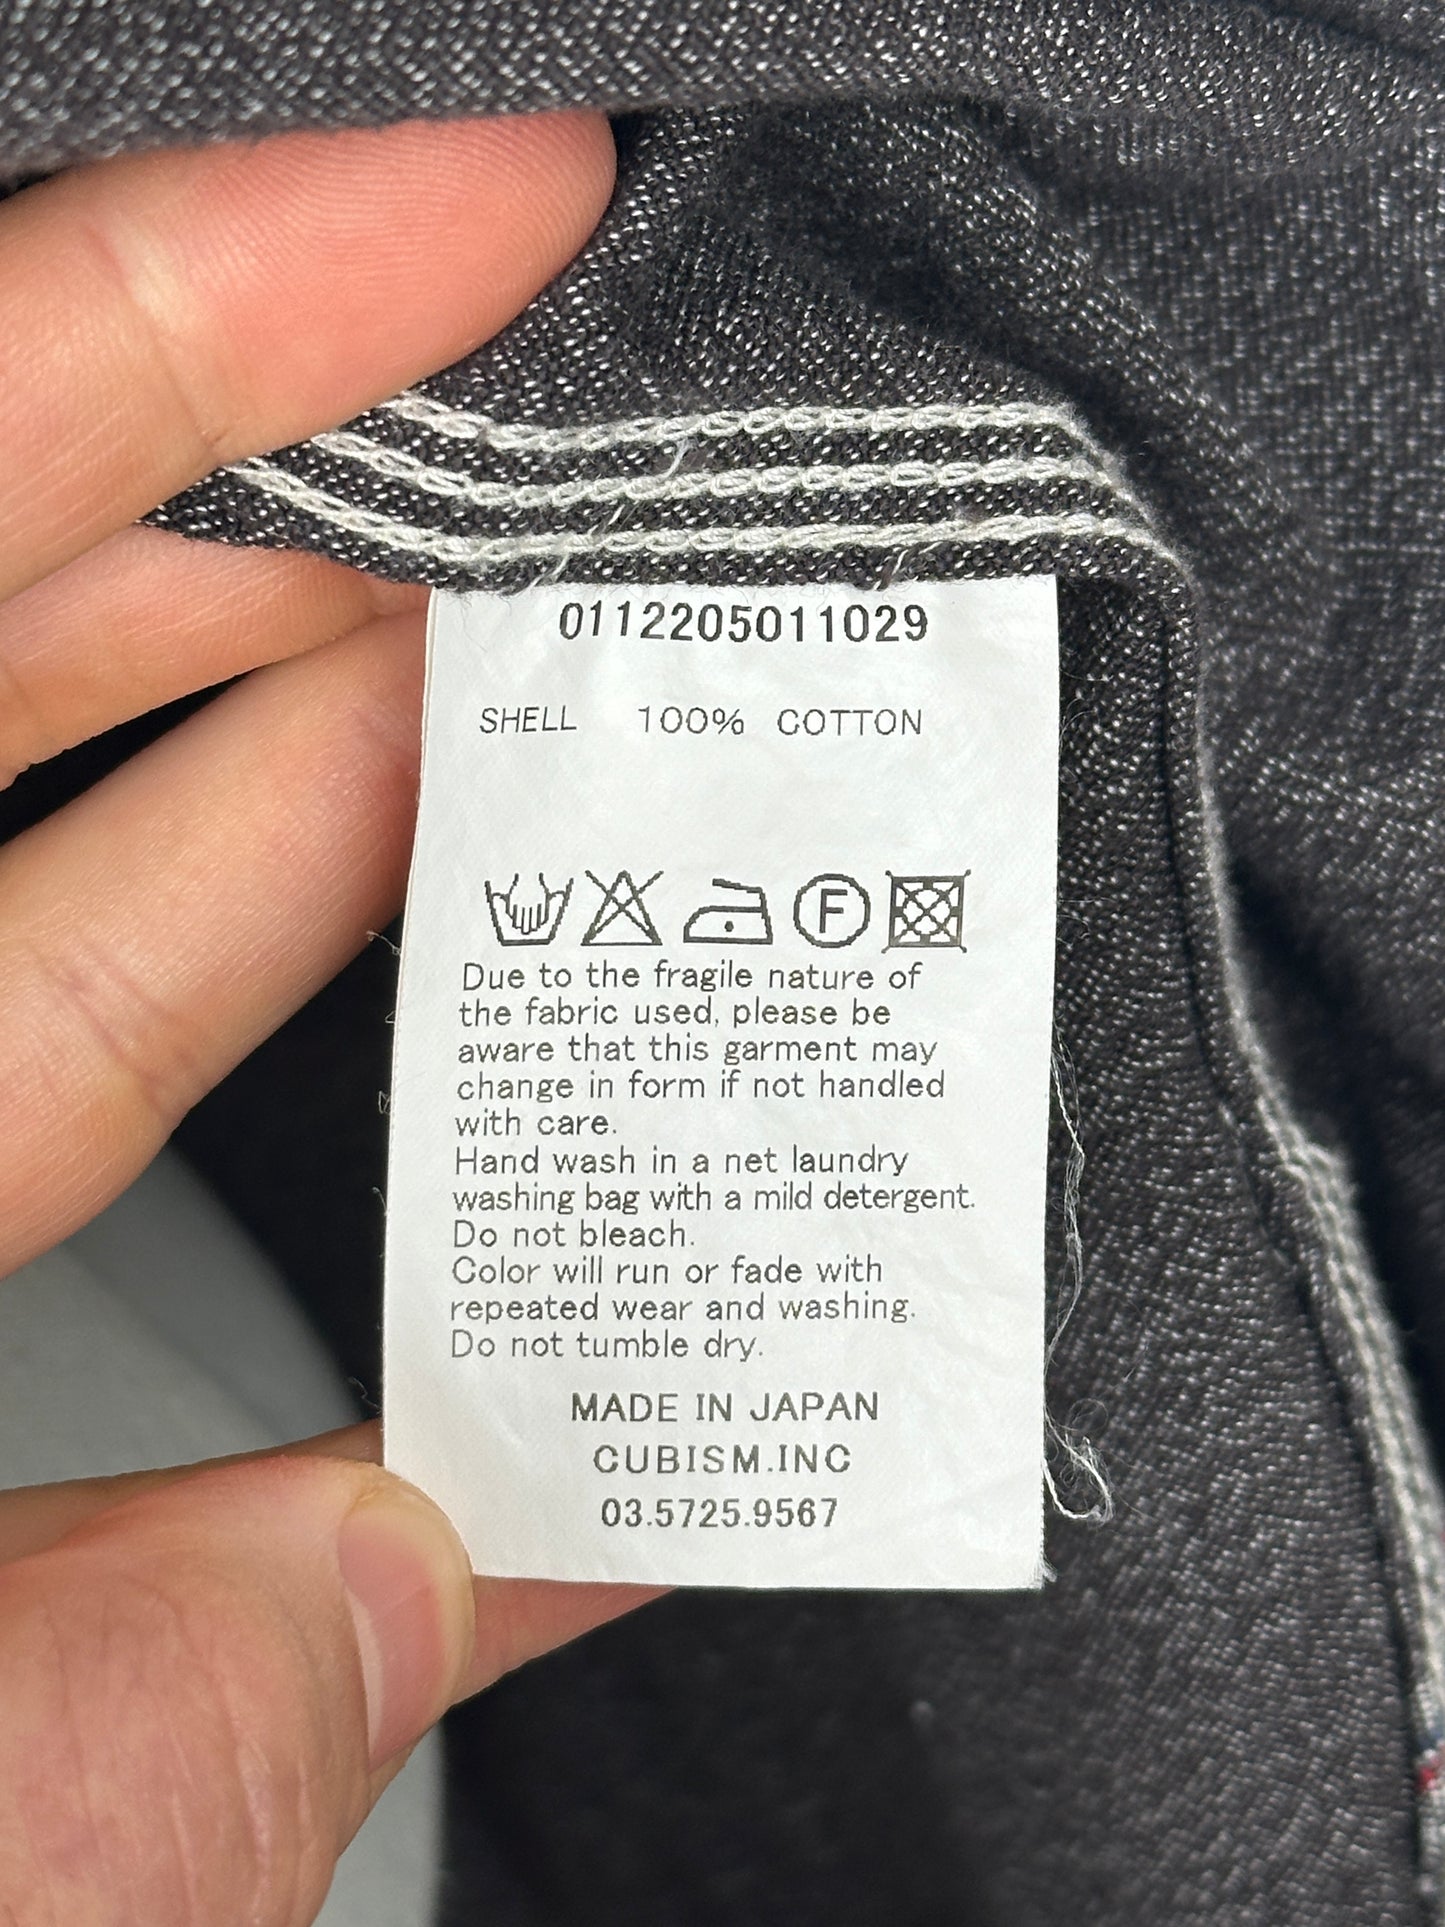 0112205011029
SHELL 100% COTTON
F
Due to the fragile nature of
the fabric used, please be
aware that this garment may
change in form if not handled
with care.
Hand wash in a net laundry
washing bag with a mild detergent.
Do not bleach.
Color will run or fade with
repeated wear and washing.
Do not tumble dry.
MADE IN JAPAN
CUBISM.INC
03.5725.9567